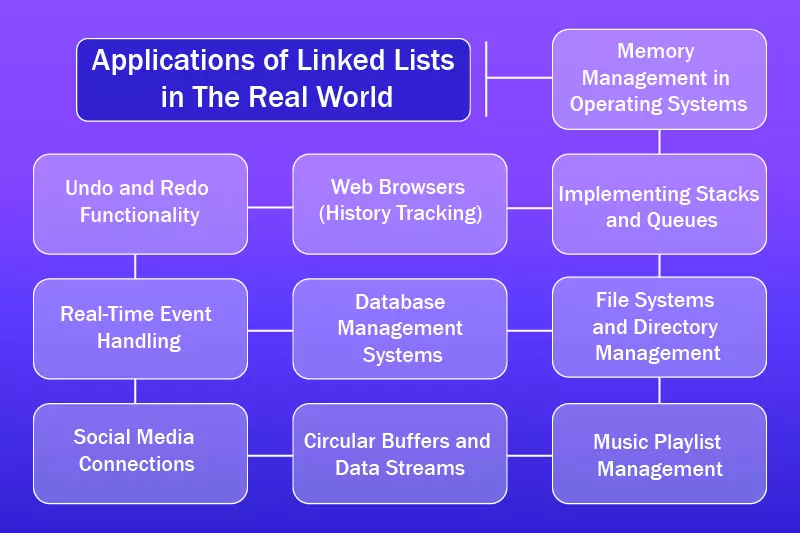 Applications of Linked Lists
in The Real World
Memory
Management in
Operating Systems
Undo and Redo
Functionality
Web Browsers
(History Tracking)
Implementing Stacks
and Queues
Real-Time Event
Handling
Database
Management
Systems
File Systems
and Directory
Management
Social Media
Connections
Circular Buffers and
Data Streams
Music Playlist
Management